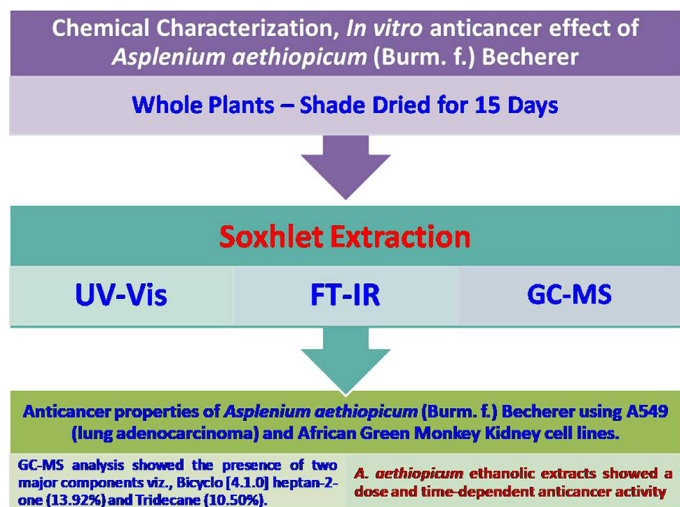 Chemical Characterization, In vitro anticancer effect of
Asplenium aethiopicum (Burm. f.) Becherer
Whole Plants – Shade Dried for 15 Days
Soxhlet Extraction
UV-Vis
FT-IR
GC-MS
Anticancer properties of Asplenium aethiopicum (Burm. f.) Becherer using A549
(lung adenocarcinoma) and African Green Monkey Kidney cell lines.
GC-MS analysis showed the presence of two
major components viz., Bicyclo [4.1.0] heptan-2-
one (13.92%) and Tridecane (10.50%).
A. aethiopicum ethanolic extracts showed a
dose and time-dependent anticancer activity